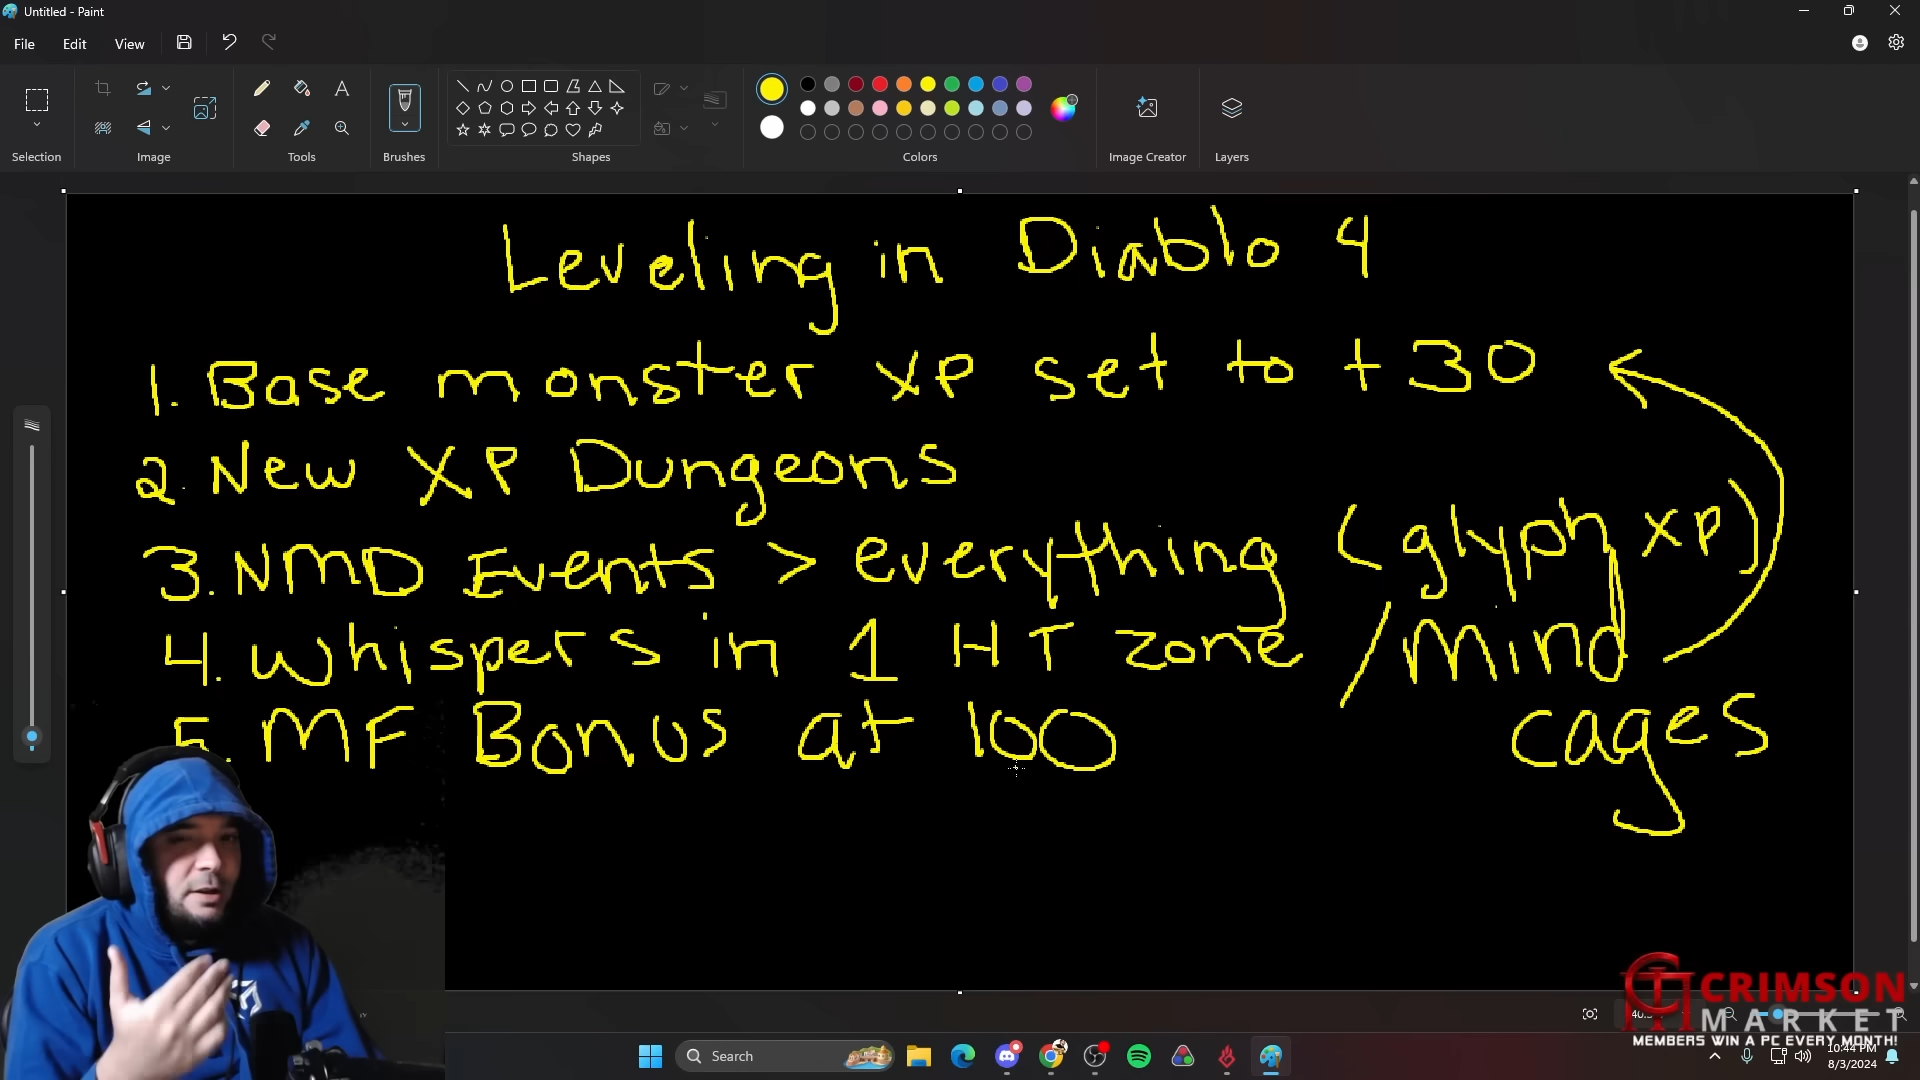 Untitled - Paint
File Edit View
Selection Image Tools Brushes Shapes Colors Image Creator Layers
Leveling in Diablo 4
1. Base monster XP set to +30
2. New XP Dungeons
3. NMD Events > everything (glyph xp)
4. Whispers in 1 HT zone / Mind cages
5. MF Bonus at 100
CRIMSON
MARKET
MEMBERS WIN A PC EVERY MONTH!
Search
10:44 PM
8/3/2024